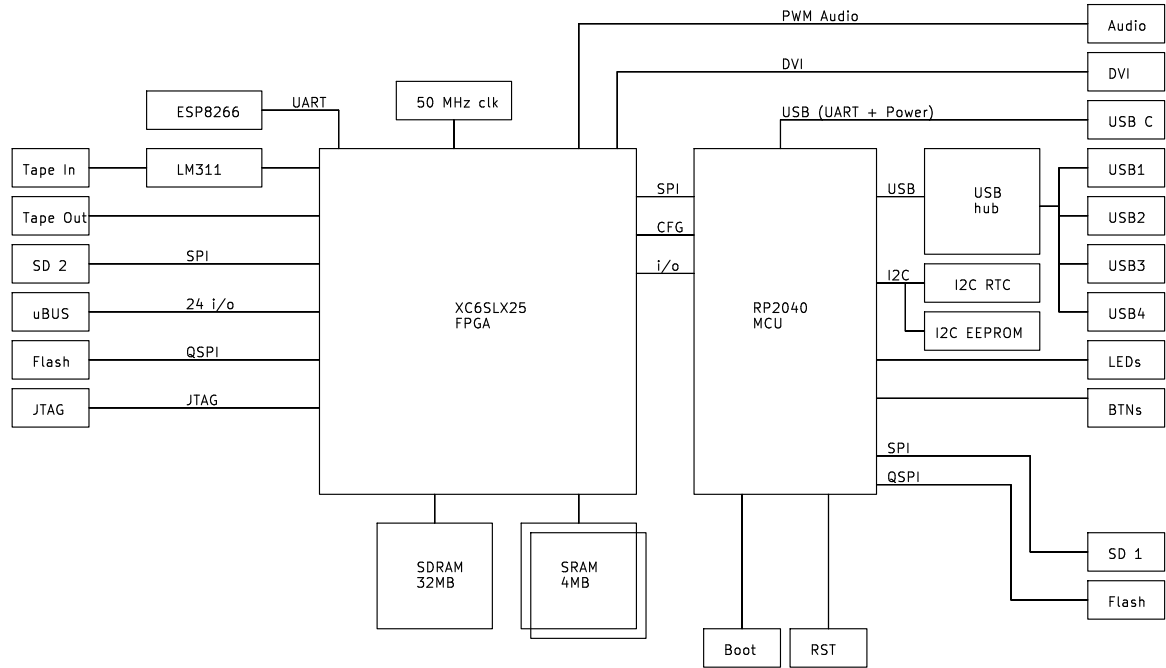 PWM Audio
Audio
DVI
DVI
50 MHz clk
UART
ESP8266
USB (UART + Power)
USB C
Tape In
LM311
SPI
USB
USB
hub
USB1
Tape Out
CFG
USB2
SD 2
SPI
i/o
I2C
I2C RTC
USB3
uBUS
24 i/o
XC6SLX25
FPGA
RP2040
MCU
I2C EEPROM
USB4
Flash
QSPI
LEDs
JTAG
JTAG
BTNs
SPI
QSPI
SDRAM
32MB
SRAM
4MB
SD 1
Flash
Boot
RST